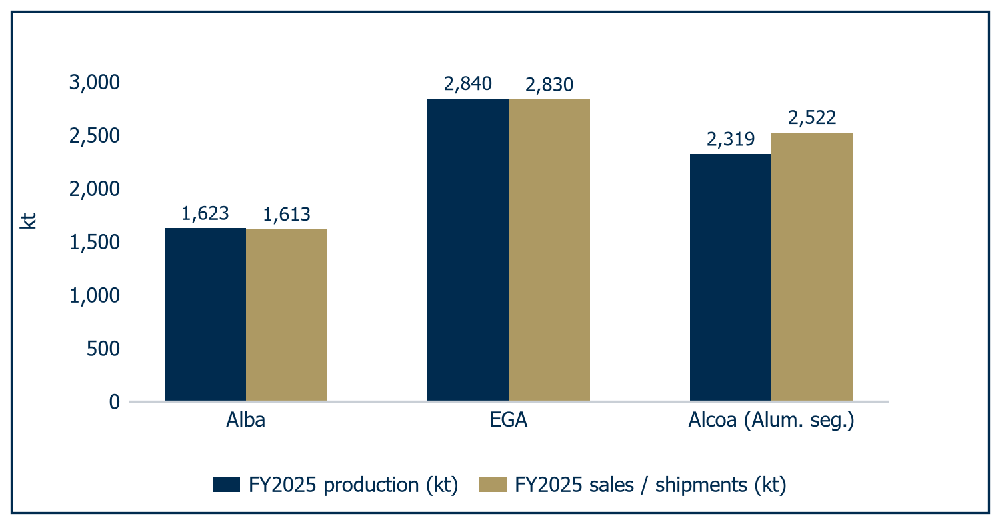 3,000
2,500
2,000
1,500
1,000
500
0
kt
1,623
1,613
2,840
2,830
2,319
2,522
Alba
EGA
Alcoa (Alum. seg.)
FY2025 production (kt)
FY2025 sales / shipments (kt)